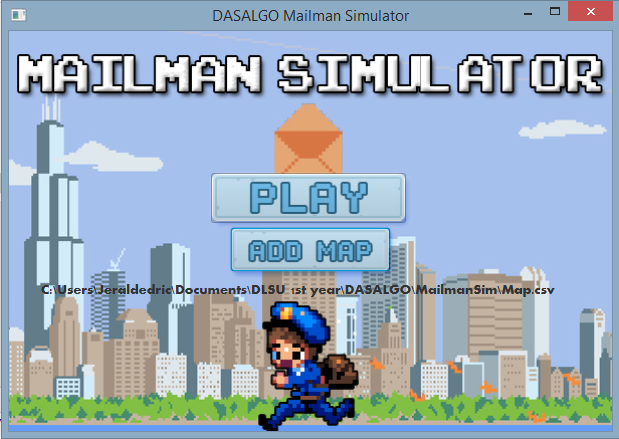 DASALGO Mailman Simulator
MAILMAN SIMULATOR
PLAY
ADD MAP
C:\Users\Jeraldedric\Documents\DLSU 1st year\DASALGO\MailmanSim\Map.csv